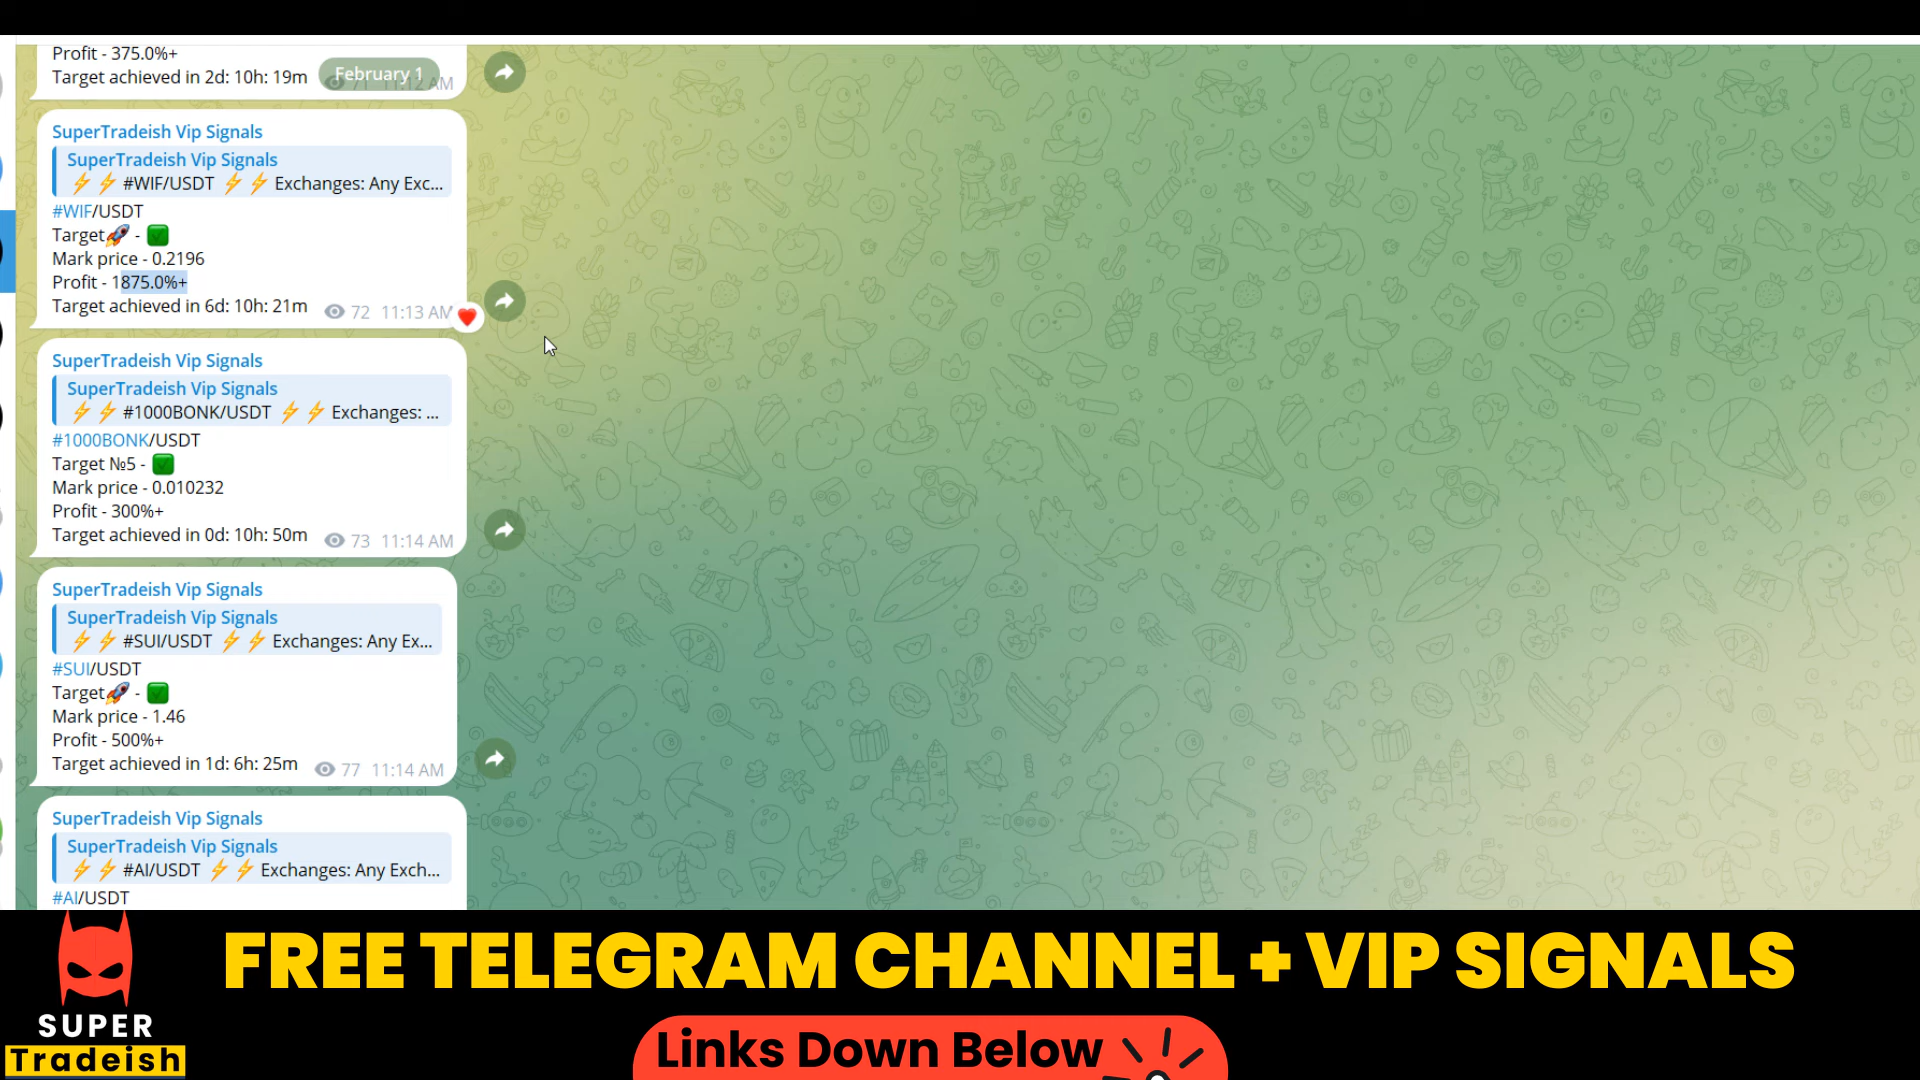 Profit - 375.0%+
Target achieved in 2d: 10h: 19m
71 11:12 AM
February 1
SuperTradeish Vip Signals
SuperTradeish Vip Signals
⚡⚡ #WIF/USDT ⚡⚡ Exchanges: Any Exc...
#WIF/USDT
Target🚀 - ✅
Mark price - 0.2196
Profit - 1875.0%+
Target achieved in 6d: 10h: 21m
72 11:13 AM
SuperTradeish Vip Signals
SuperTradeish Vip Signals
⚡⚡ #1000BONK/USDT ⚡⚡ Exchanges: ...
#1000BONK/USDT
Target №5 - ✅
Mark price - 0.010232
Profit - 300%+
Target achieved in 0d: 10h: 50m
73 11:14 AM
SuperTradeish Vip Signals
SuperTradeish Vip Signals
⚡⚡ #SUI/USDT ⚡⚡ Exchanges: Any Ex...
#SUI/USDT
Target🚀 - ✅
Mark price - 1.46
Profit - 500%+
Target achieved in 1d: 6h: 25m
77 11:14 AM
SuperTradeish Vip Signals
SuperTradeish Vip Signals
⚡⚡ #AI/USDT ⚡⚡ Exchanges: Any Exch...
#AI/USDT
FREE TELEGRAM CHANNEL + VIP SIGNALS
SUPER
Tradeish
Links Down Below